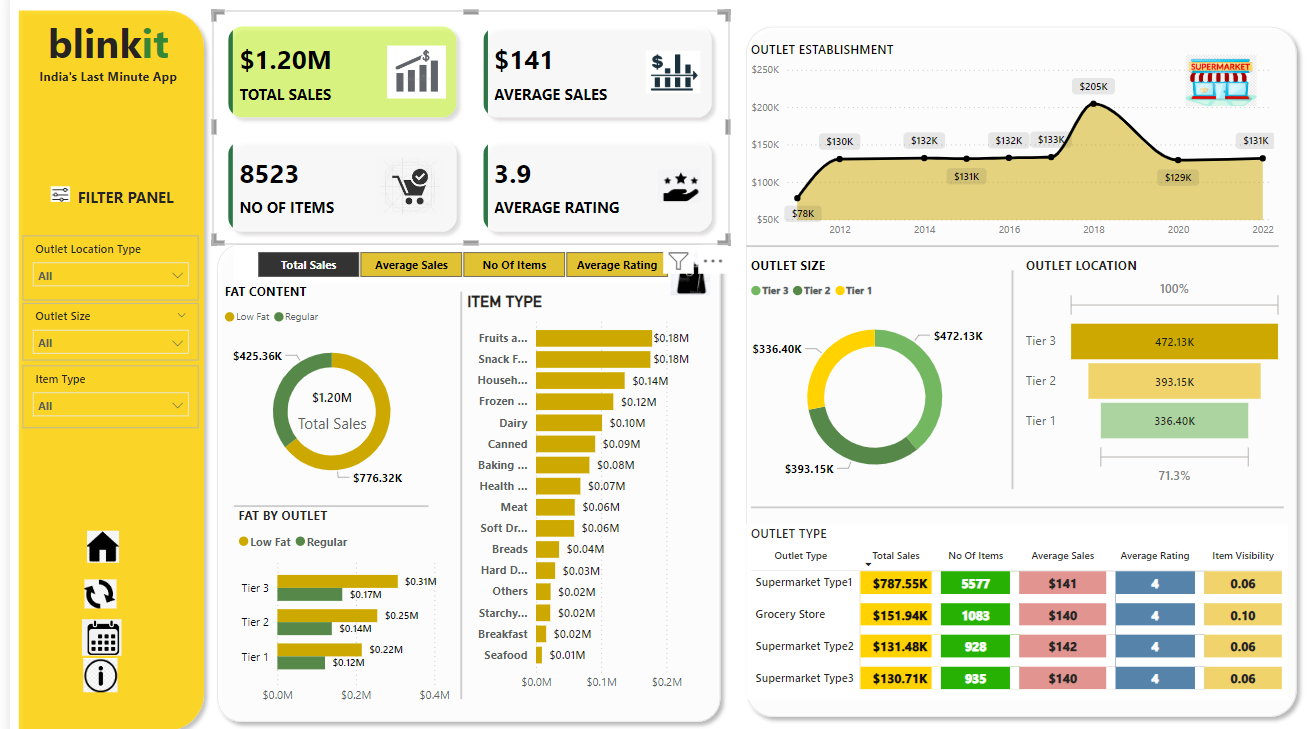 blinkit
India's Last Minute App
FILTER PANEL
Outlet Location Type
All
Outlet Size
All
Item Type
All
$1.20M
TOTAL SALES
$141
AVERAGE SALES
8523
NO OF ITEMS
3.9
AVERAGE RATING
Total Sales
Average Sales
No Of Items
Average Rating
FAT CONTENT
Low Fat Regular
$425.36K
$1.20M
Total Sales
$776.32K
FAT BY OUTLET
Low Fat Regular
Tier 3 $0.31M
$0.17M
Tier 2 $0.25M
$0.14M
Tier 1 $0.22M
$0.12M
$0.0M $0.2M $0.4M
ITEM TYPE
Fruits a... $0.18M
Snack F... $0.18M
Househ... $0.14M
Frozen ... $0.12M
Dairy $0.10M
Canned $0.09M
Baking ... $0.08M
Health ... $0.07M
Meat $0.06M
Soft Dr... $0.06M
Breads $0.04M
Hard D... $0.03M
Others $0.02M
Starchy... $0.02M
Breakfast $0.02M
Seafood $0.01M
$0.0M $0.1M $0.2M
OUTLET ESTABLISHMENT
SUPERMARKET
$250K
$200K
$150K
$100K
$50K
$78K
$130K
$132K
$131K
$132K
$133K
$205K
$129K
$131K
2012 2014 2016 2018 2020 2022
OUTLET SIZE
Tier 3 Tier 2 Tier 1
$336.40K
$472.13K
$393.15K
OUTLET LOCATION
100%
Tier 3 472.13K
Tier 2 393.15K
Tier 1 336.40K
71.3%
OUTLET TYPE
Outlet Type Total Sales No Of Items Average Sales Average Rating Item Visibility
Supermarket Type1 $787.55K 5577 $141 4 0.06
Grocery Store $151.94K 1083 $140 4 0.10
Supermarket Type2 $131.48K 928 $142 4 0.06
Supermarket Type3 $130.71K 935 $140 4 0.06